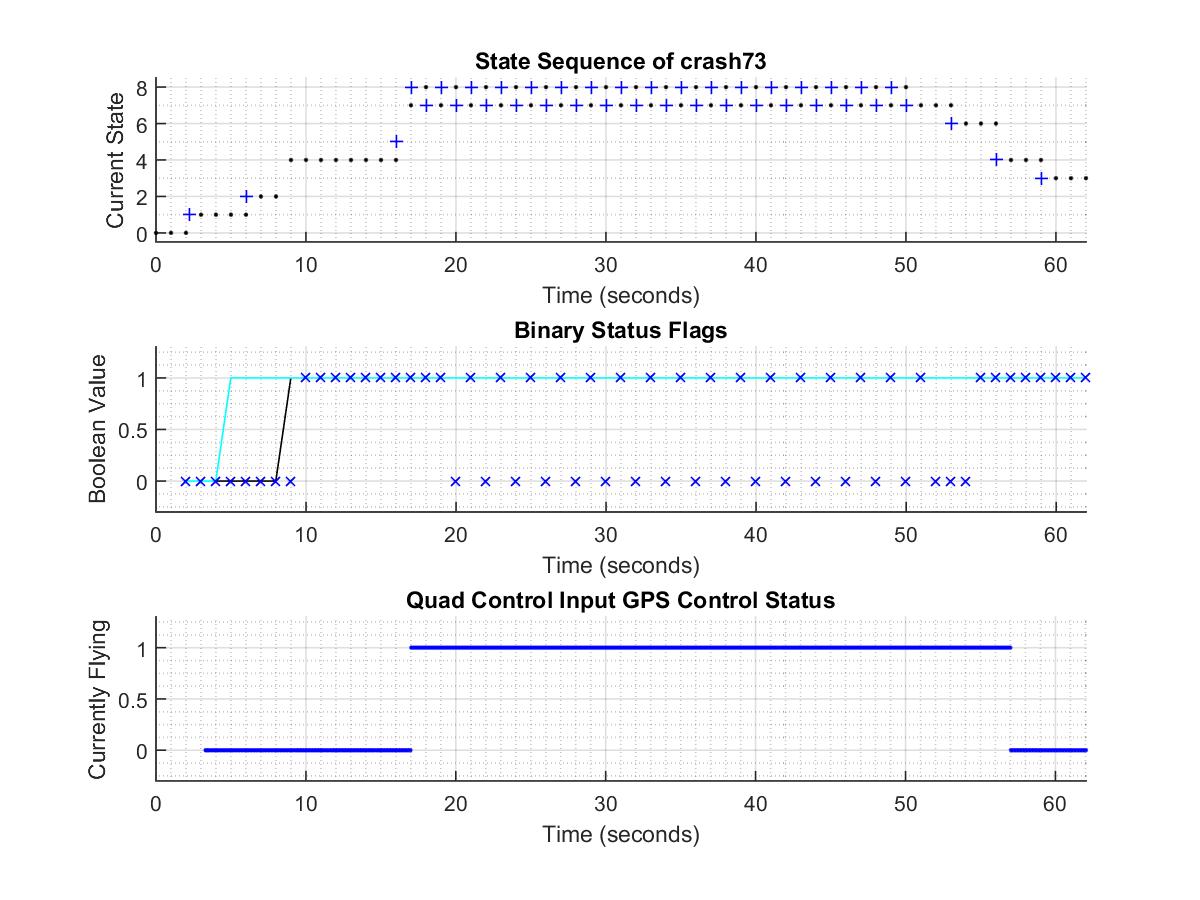 State Sequence of crash73
Current State
8
6
4
2
0
0 10 20 30 40 50 60
Time (seconds)
Binary Status Flags
Boolean Value
1
0.5
0
0 10 20 30 40 50 60
Time (seconds)
Quad Control Input GPS Control Status
Currently Flying
1
0.5
0
0 10 20 30 40 50 60
Time (seconds)